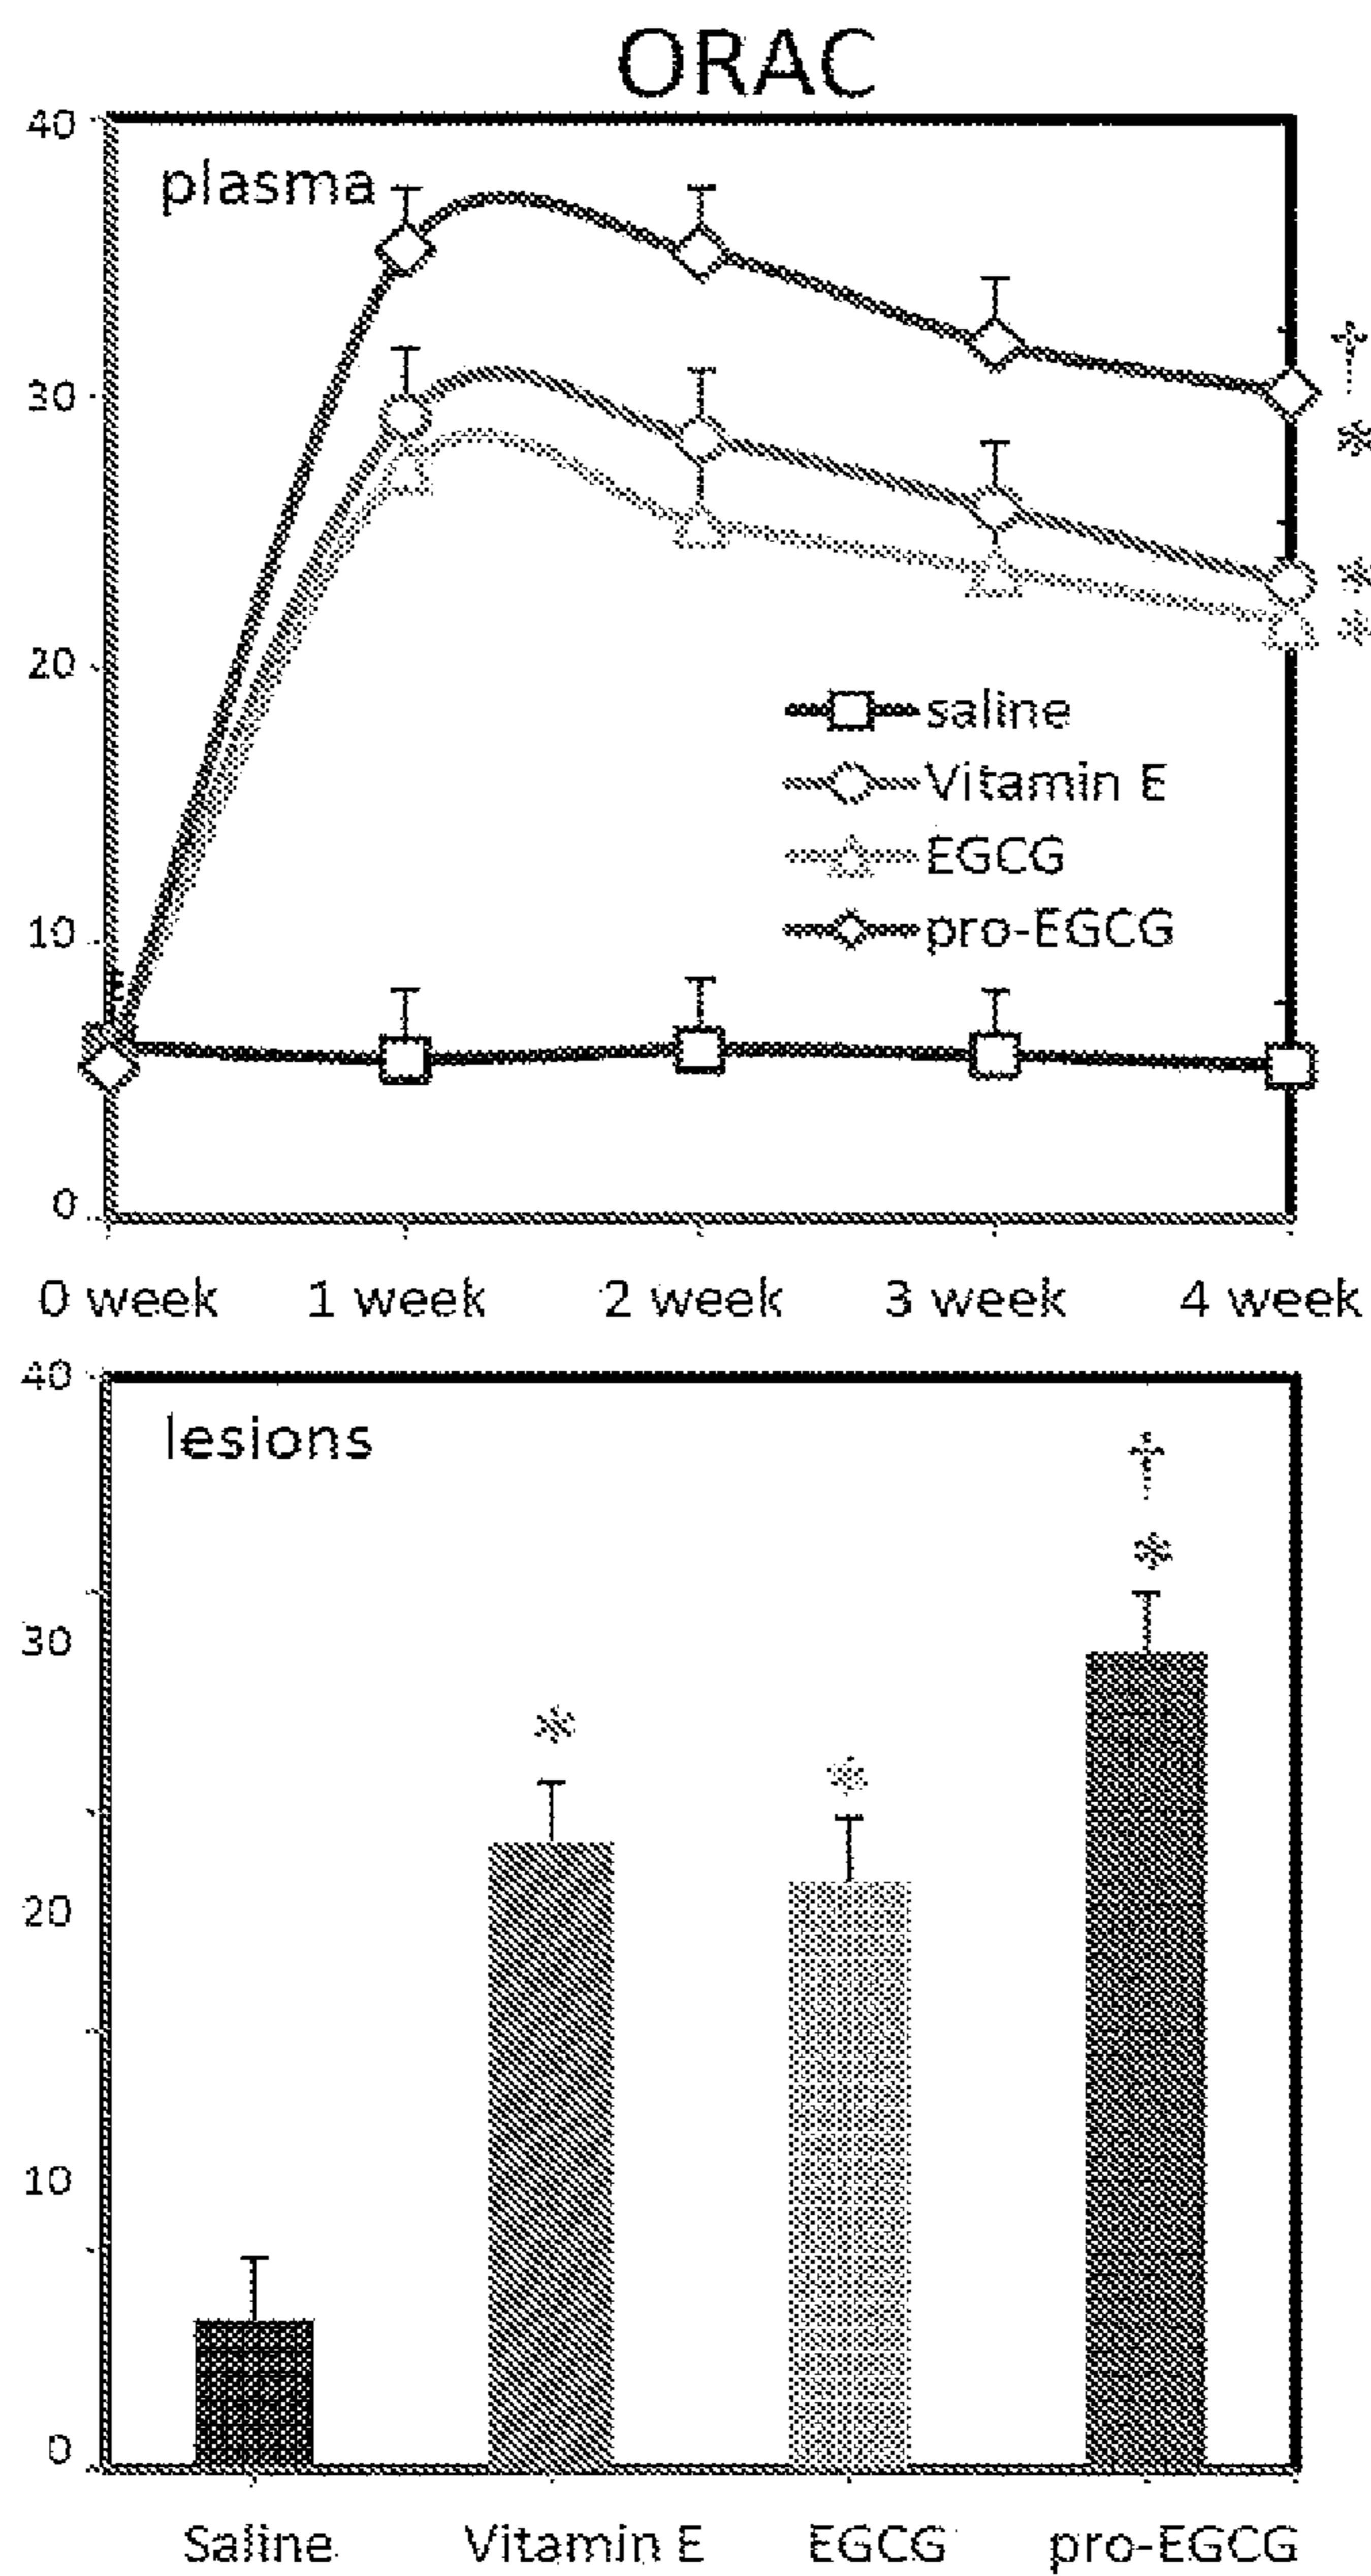 ORAC
40
plasma
30
†
*
*
20
*
saline
Vitamin E
EGCG
10
pro-EGCG
0
0 week 1 week 2 week 3 week 4 week
40
lesions
†
*
30
*
*
20
10
0
Saline Vitamin E EGCG pro-EGCG